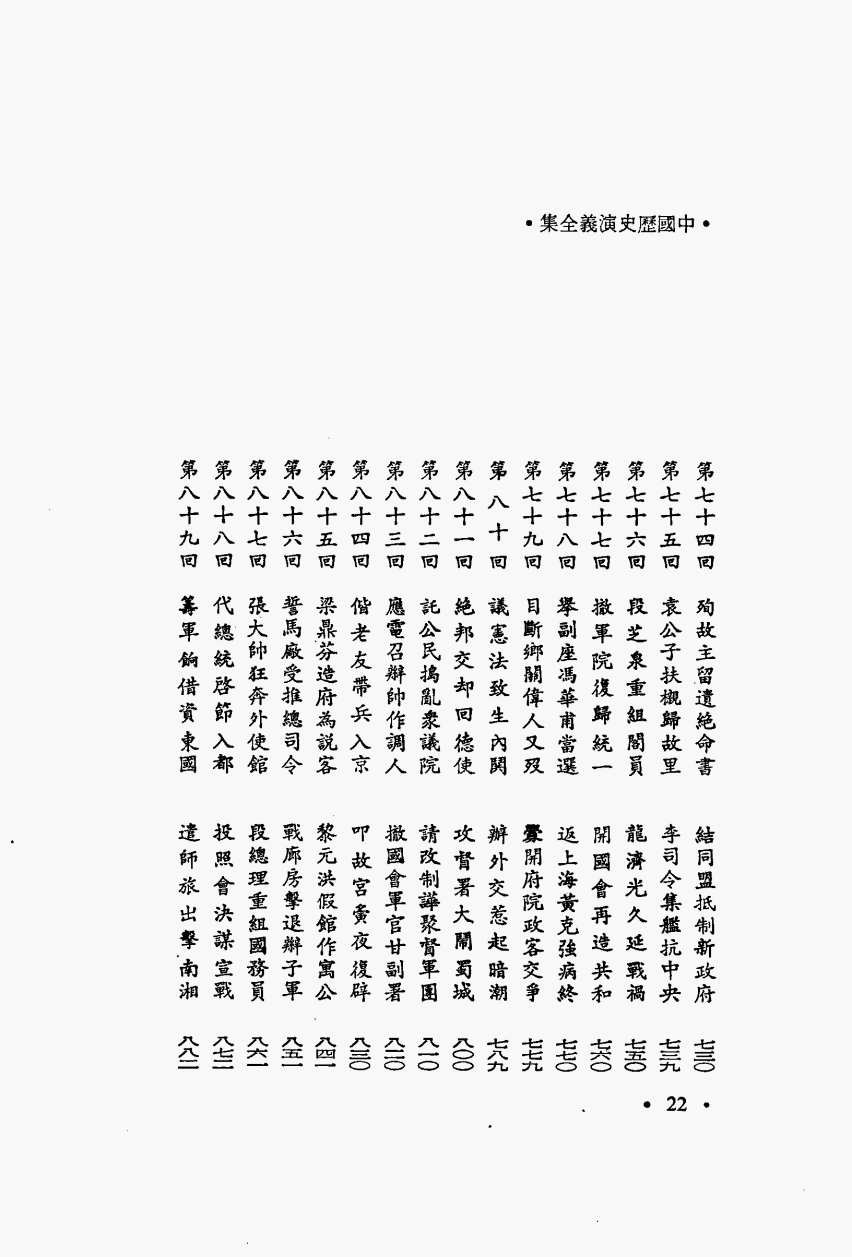 •中國歷史演義全集•
第七十四回 殉故主留遺絕命書 結同盟抵制新政府 七三〇
第七十五回 袁公子扶櫬歸故里 李司令集艦抗中央 七三九
第七十六回 段芝泉重組閣員 龍濟光久延戰禍 七五〇
第七十七回 撤軍院復歸統一 開國會再造共和 七六〇
第七十八回 舉副座馮華甫當選 返上海黃克強病終 七七〇
第七十九回 目斷鄉關偉人又歿 釁開府院政客交爭 七七九
第八十回 議憲法致生內鬨 辦外交惹起暗潮 七八九
第八十一回 絕邦交却回德使 攻督署大鬧蜀城 八〇〇
第八十二回 託公民搗亂衆議院 請改制譁聚督軍團 八一〇
第八十三回 應電召辮帥作調人 撤國會軍官甘副署 八二〇
第八十四回 偕老友帶兵入京 叩故宮夤夜復辟 八三〇
第八十五回 梁鼎芬造府為説客 黎元洪假館作寓公 八四一
第八十六回 誓馬廠受推總司令 戰廊房擊退辮子軍 八五一
第八十七回 張大帥狂奔外使館 段總理重組國務員 八六一
第八十八回 代總統啓節入都 投照會決謀宣戰 八七二
第八十九回 籌軍餉借資東國 遣師旅出擊南湘 八八二
• 22 •